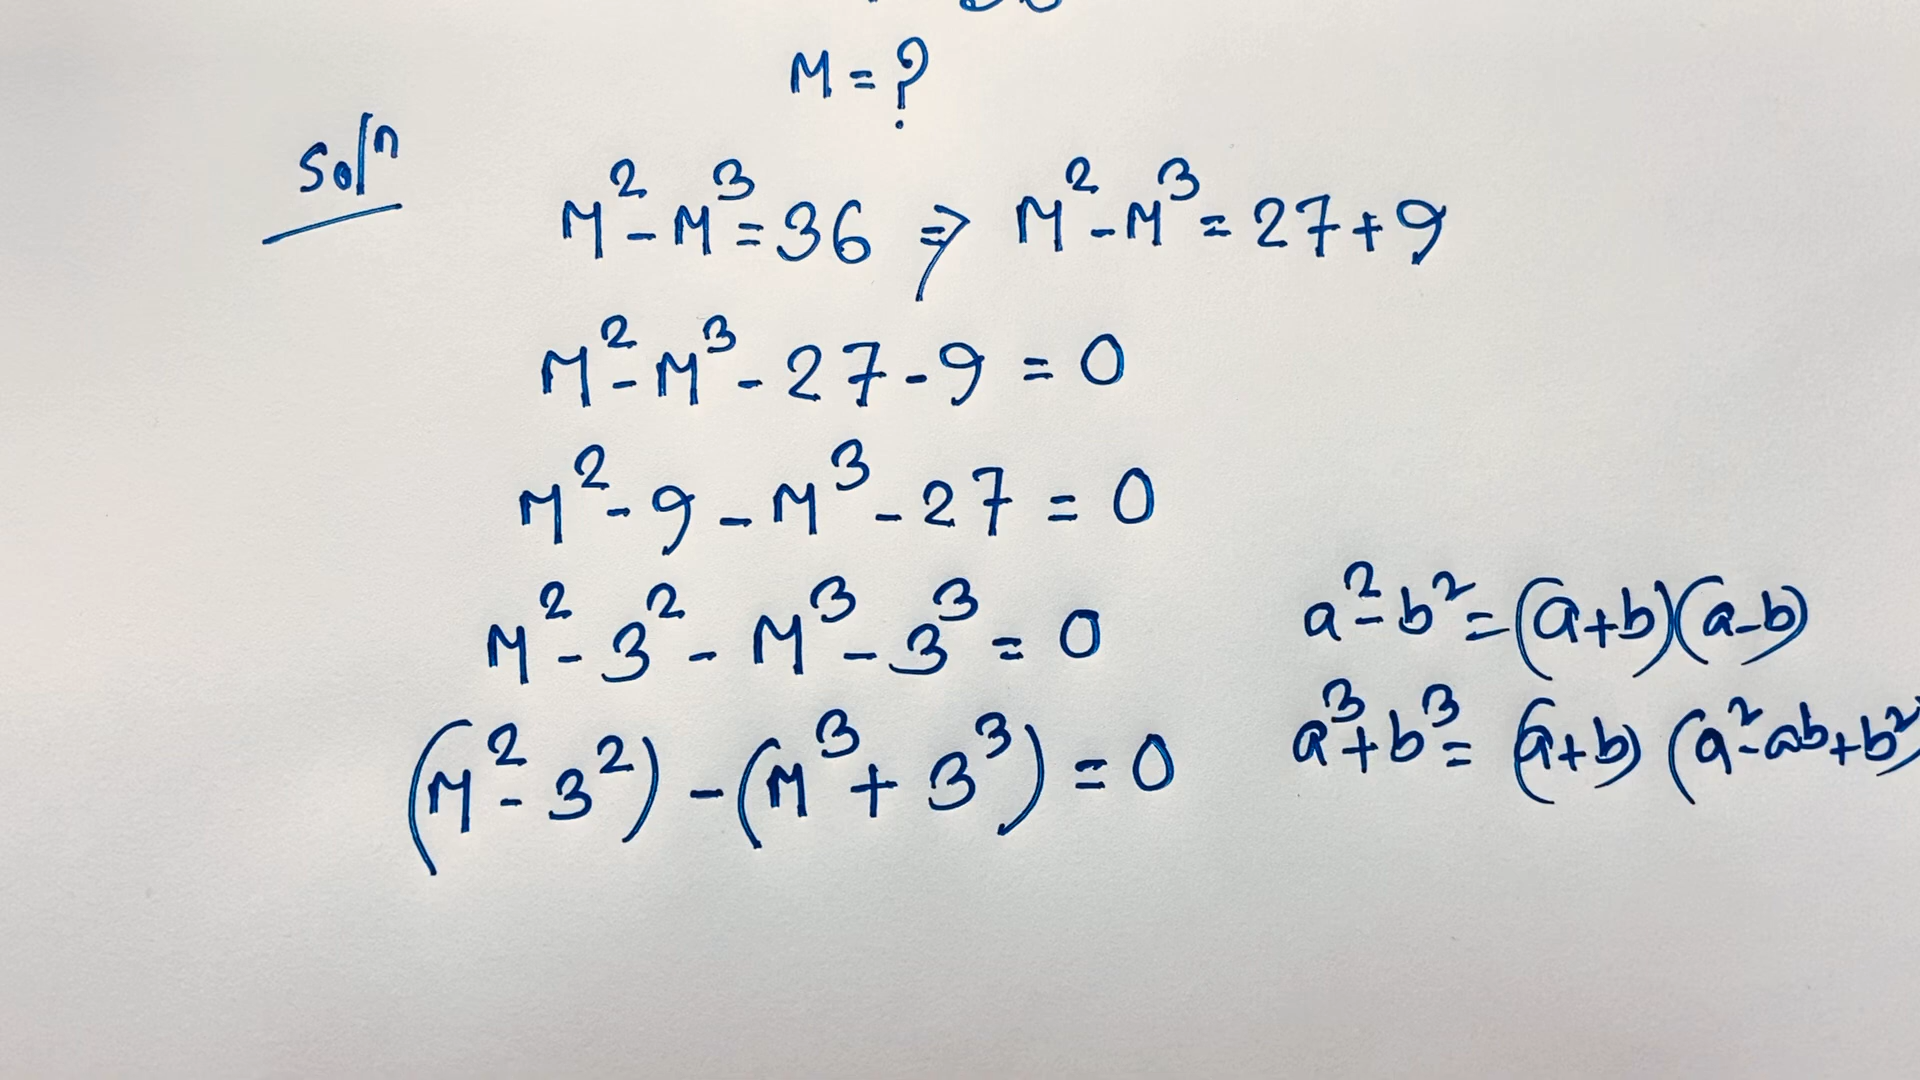 M = ?
Soln
M² - M³ = 36 ⇒ M² - M³ = 27 + 9
M² - M³ - 27 - 9 = 0
M² - 9 - M³ - 27 = 0
M² - 3² - M³ - 3³ = 0
a² - b² = (a+b)(a-b)
(M² - 3²) - (M³ + 3³) = 0
a³ + b³ = (a+b) (a² - ab + b²)